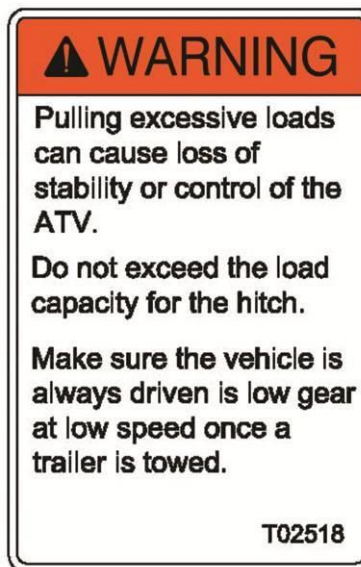 WARNING
Pulling excessive loads
can cause loss of
stability or control of the
ATV.
Do not exceed the load
capacity for the hitch.
Make sure the vehicle is
always driven is low gear
at low speed once a
trailer is towed.
T02518